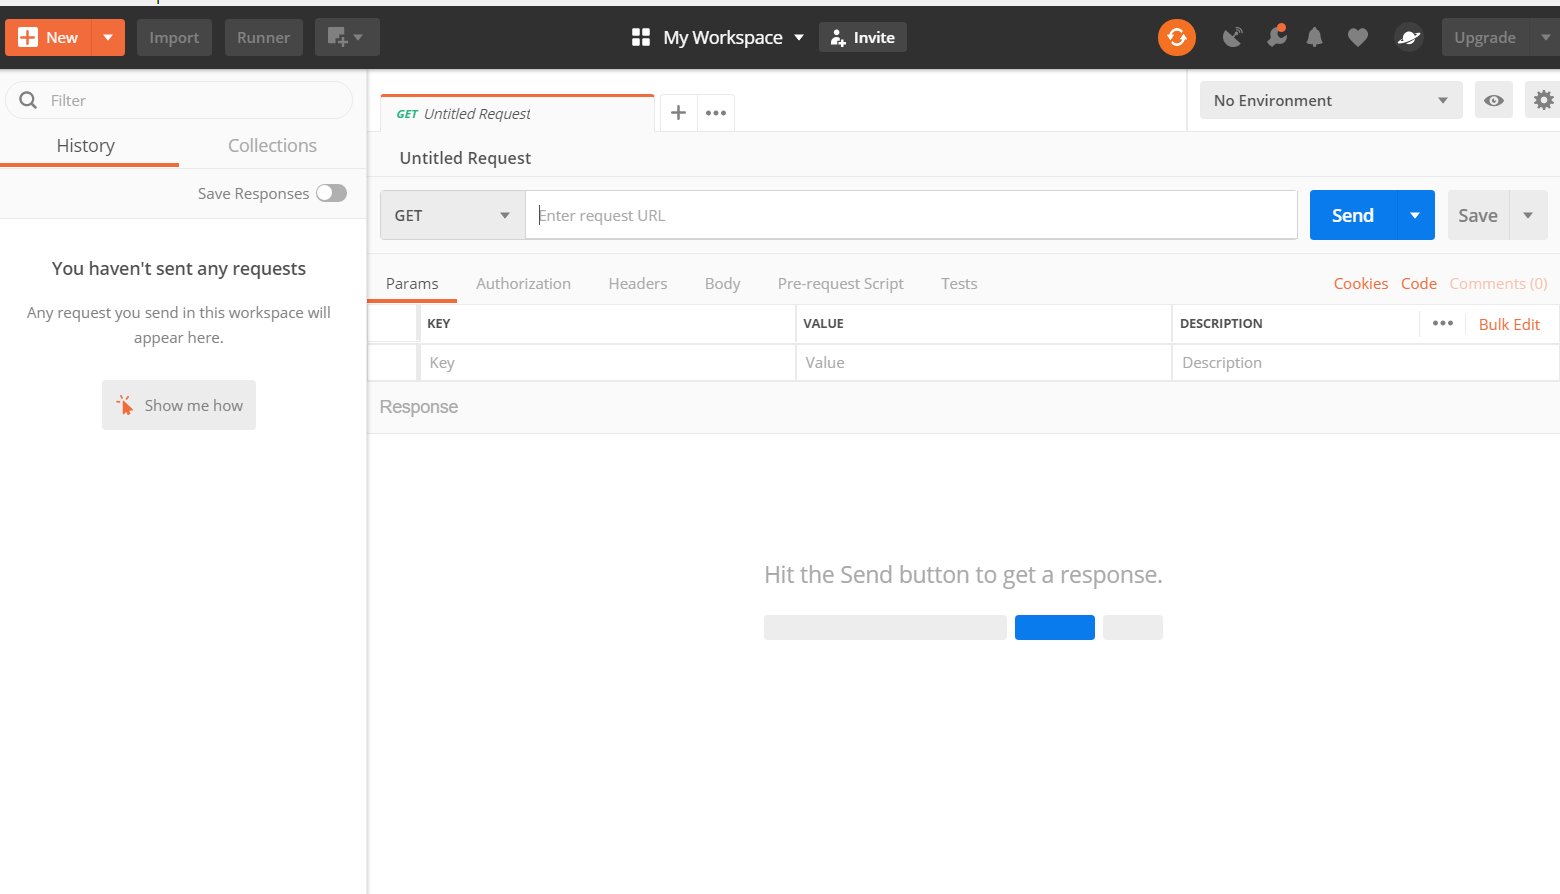 New Import Runner My Workspace Invite Upgrade
Filter
History Collections
Save Responses
You haven't sent any requests
Any request you send in this workspace will
appear here.
Show me how
GET Untitled Request
No Environment
Untitled Request
GET Enter request URL Send Save
Params Authorization Headers Body Pre-request Script Tests Cookies Code Comments (0)
KEY VALUE DESCRIPTION Bulk Edit
Key Value Description
Response
Hit the Send button to get a response.